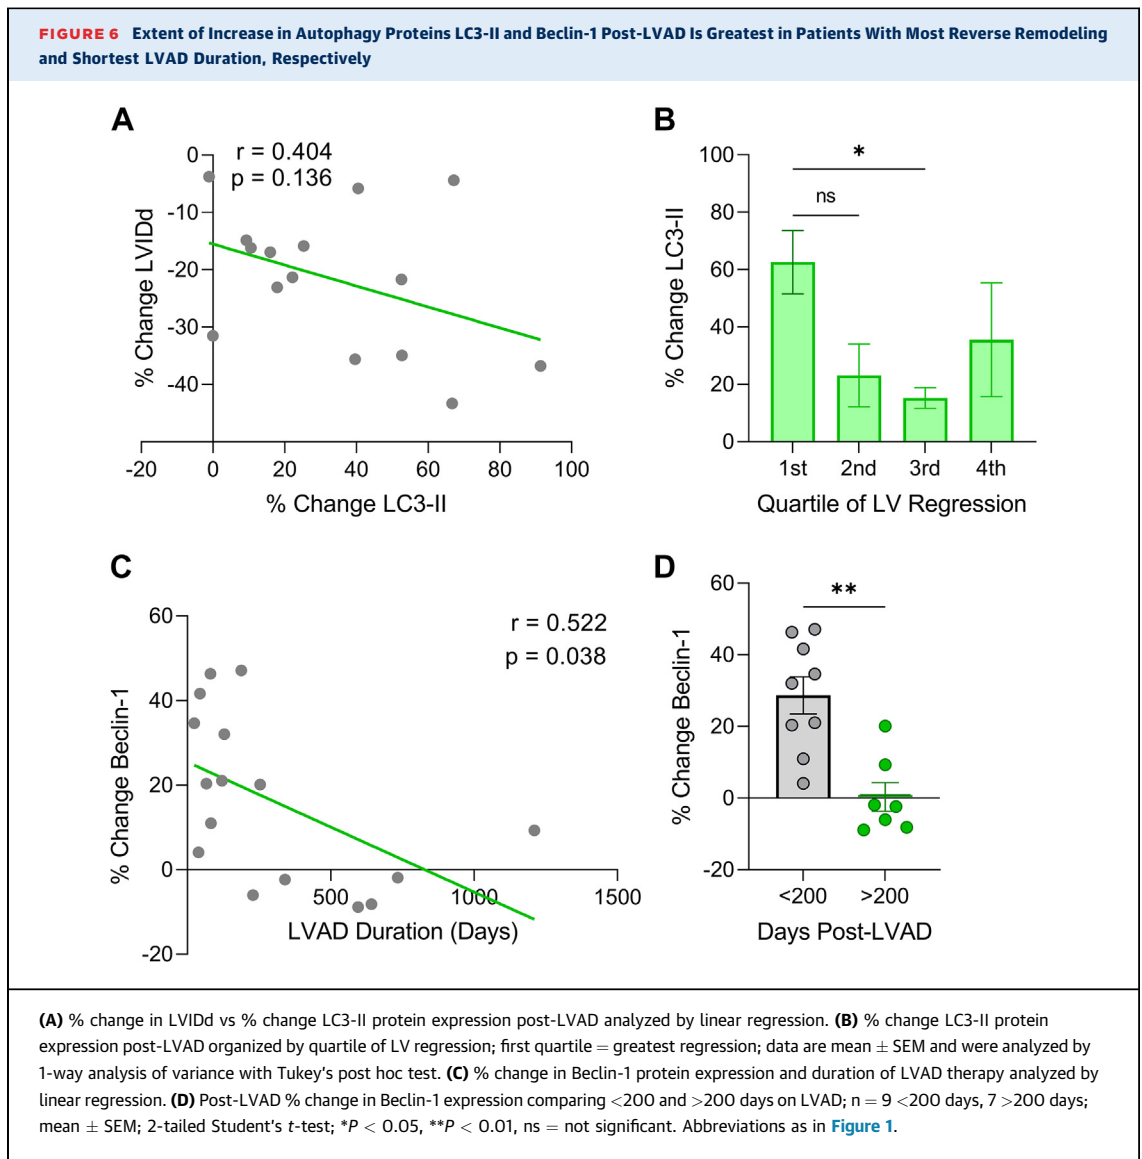 FIGURE 6 Extent of Increase in Autophagy Proteins LC3-II and Beclin-1 Post-LVAD Is Greatest in Patients With Most Reverse Remodeling
and Shortest LVAD Duration, Respectively
A
r = 0.404
p = 0.136
% Change LVIDd
0
-10
-20
-30
-40
-20
0
20
40
60
80
100
% Change LC3-II
B
% Change LC3-II
100
80
60
40
20
0
*
ns
1st
2nd
3rd
4th
Quartile of LV Regression
C
r = 0.522
p = 0.038
% Change Beclin-1
60
40
20
0
-20
500
1000
1500
LVAD Duration (Days)
D
% Change Beclin-1
60
40
20
0
-20
**
<200
>200
Days Post-LVAD
(A) % change in LVIDd vs % change LC3-II protein expression post-LVAD analyzed by linear regression. (B) % change LC3-II protein
expression post-LVAD organized by quartile of LV regression; first quartile = greatest regression; data are mean ± SEM and were analyzed by
1-way analysis of variance with Tukey's post hoc test. (C) % change in Beclin-1 protein expression and duration of LVAD therapy analyzed by
linear regression. (D) Post-LVAD % change in Beclin-1 expression comparing <200 and >200 days on LVAD; n = 9 <200 days, 7 >200 days;
mean ± SEM; 2-tailed Student's t-test; *P < 0.05, **P < 0.01, ns = not significant. Abbreviations as in Figure 1.